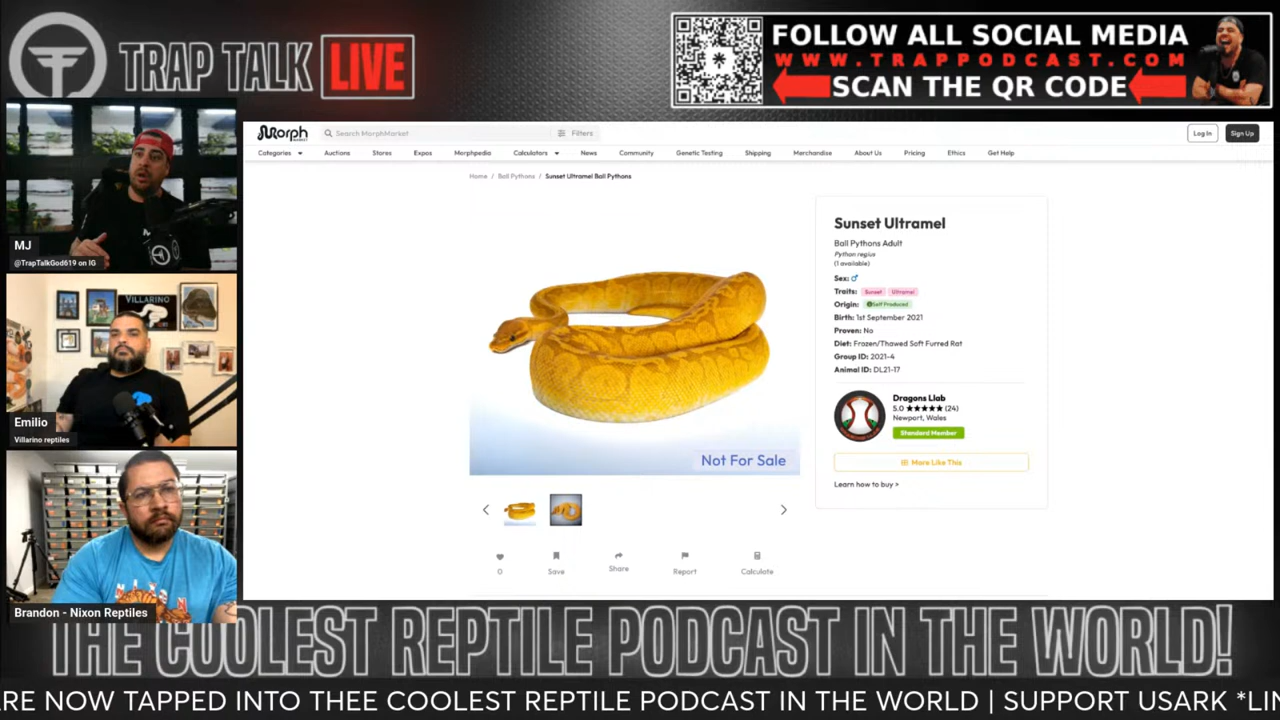 TRAP TALK LIVE
FOLLOW ALL SOCIAL MEDIA
WWW.TRAPPODCAST.COM
SCAN THE QR CODE
MJ
@TrapTalkGod619 on IG
VILLARINO
Emilio
Villarino reptiles
Brandon - Nixon Reptiles
Morph
MARKET
Search MorphMarket
Filters
Log In
Sign Up
Categories
Auctions
Stores
Expos
Morphpedia
Calculators
News
Community
Genetic Testing
Shipping
Merchandise
About Us
Pricing
Ethics
Get Help
Home / Ball Pythons / Sunset Ultramel Ball Pythons
Not For Sale
0
Save
Share
Report
Calculate
Sunset Ultramel
Ball Pythons Adult
Python regius
(1 available)
Sex: ♂
Traits: Sunset Ultramel
Origin: Self Produced
Birth: 1st September 2021
Proven: No
Diet: Frozen/Thawed Soft Furred Rat
Group ID: 2021-4
Animal ID: DL21-17
Dragons Llab
5.0 ★★★★★ (24)
Newport, Wales
Standard Member
More Like This
Learn how to buy >
THE COOLEST REPTILE PODCAST IN THE WORLD!
ARE NOW TAPPED INTO THEE COOLEST REPTILE PODCAST IN THE WORLD | SUPPORT USARK *LIN